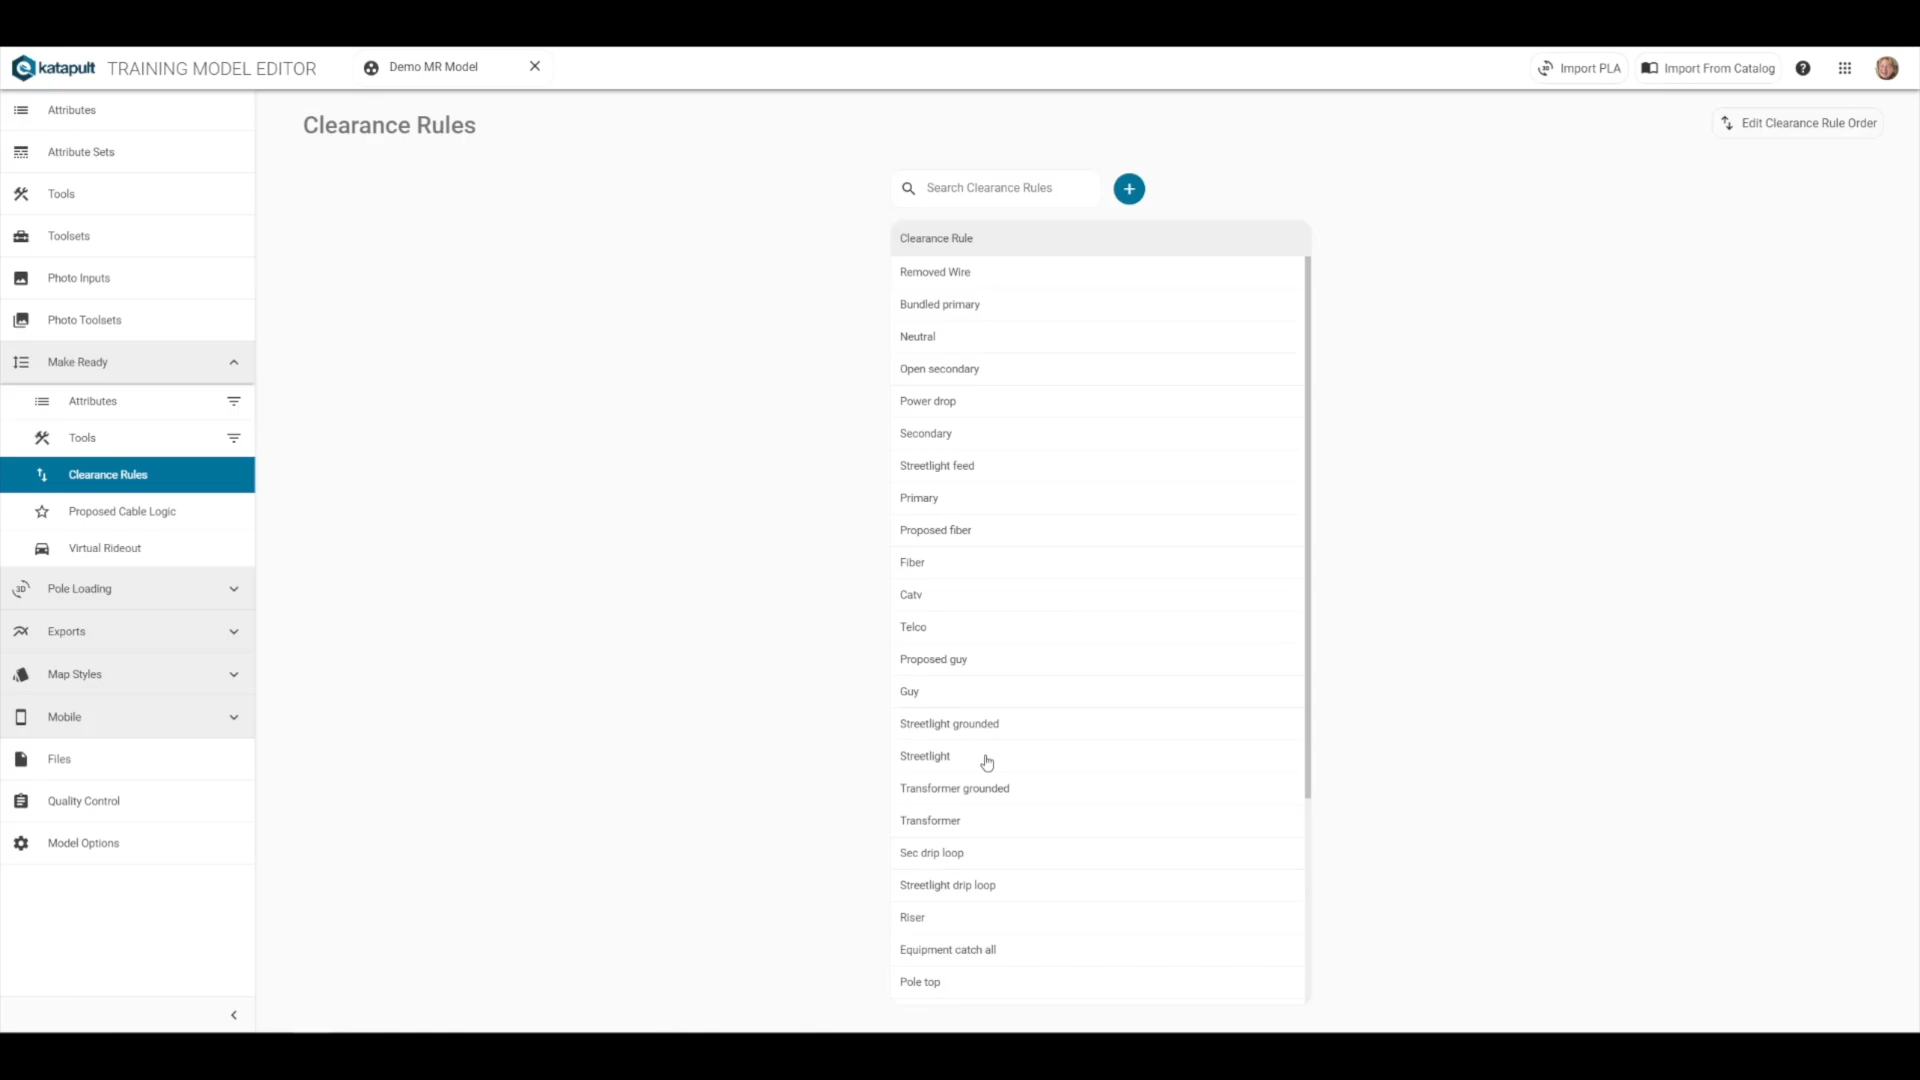 katapult TRAINING MODEL EDITOR
Demo MR Model
Import PLA
Import From Catalog
Attributes
Attribute Sets
Tools
Toolsets
Photo Inputs
Photo Toolsets
Make Ready
Attributes
Tools
Clearance Rules
Proposed Cable Logic
Virtual Rideout
3D
Pole Loading
Exports
Map Styles
Mobile
Files
Quality Control
Model Options
Clearance Rules
Edit Clearance Rule Order
Search Clearance Rules
Clearance Rule
Removed Wire
Bundled primary
Neutral
Open secondary
Power drop
Secondary
Streetlight feed
Primary
Proposed fiber
Fiber
Catv
Telco
Proposed guy
Guy
Streetlight grounded
Streetlight
Transformer grounded
Transformer
Sec drip loop
Streetlight drip loop
Riser
Equipment catch all
Pole top